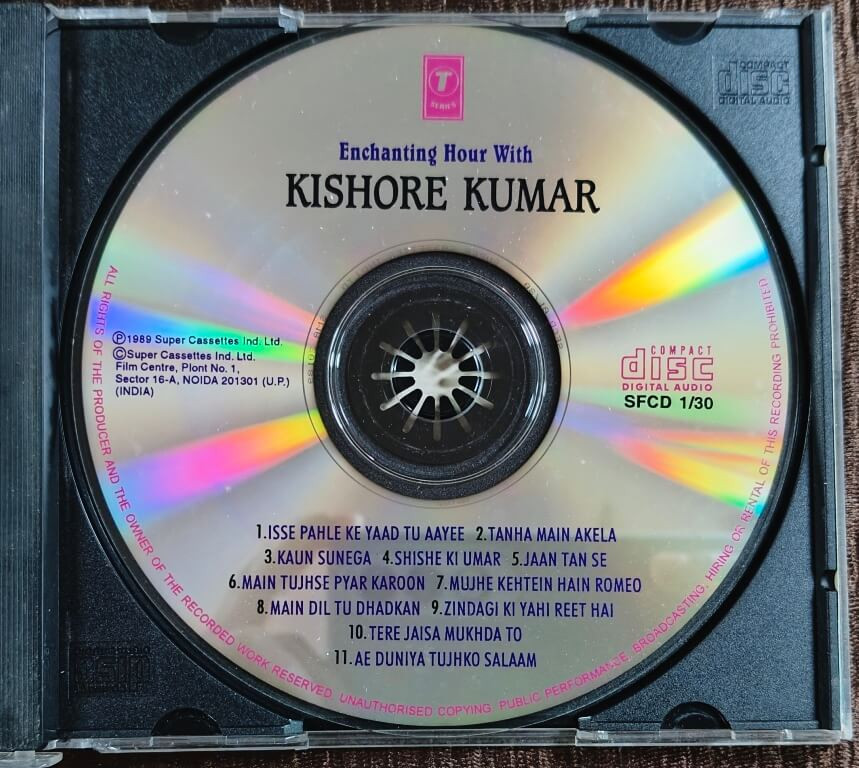 T
SERIES
COMPACT
disc
DIGITAL AUDIO
Enchanting Hour With
KISHORE KUMAR
Ⓟ1989 Super Cassettes Ind. Ltd.
©Super Cassettes Ind. Ltd.
Film Centre, Plont No. 1,
Sector 16-A, NOIDA 201301 (U.P.)
(INDIA)
COMPACT
disc
DIGITAL AUDIO
SFCD 1/30
1.ISSE PAHLE KE YAAD TU AAYEE 2.TANHA MAIN AKELA
3.KAUN SUNEGA 4.SHISHE KI UMAR 5.JAAN TAN SE
6.MAIN TUJHSE PYAR KAROON 7.MUJHE KEHTEIN HAIN ROMEO
8.MAIN DIL TU DHADKAN 9.ZINDAGI KI YAHI REET HAI
10.TERE JAISA MUKHDA TO
11.AE DUNIYA TUJHKO SALAAM
ALL RIGHTS OF THE PRODUCER AND THE OWNER OF THE RECORDED WORK RESERVED. UNAUTHORISED COPYING, PUBLIC PERFORMANCE, BROADCASTING, HIRING OR RENTAL OF THIS RECORDING PROHIBITED